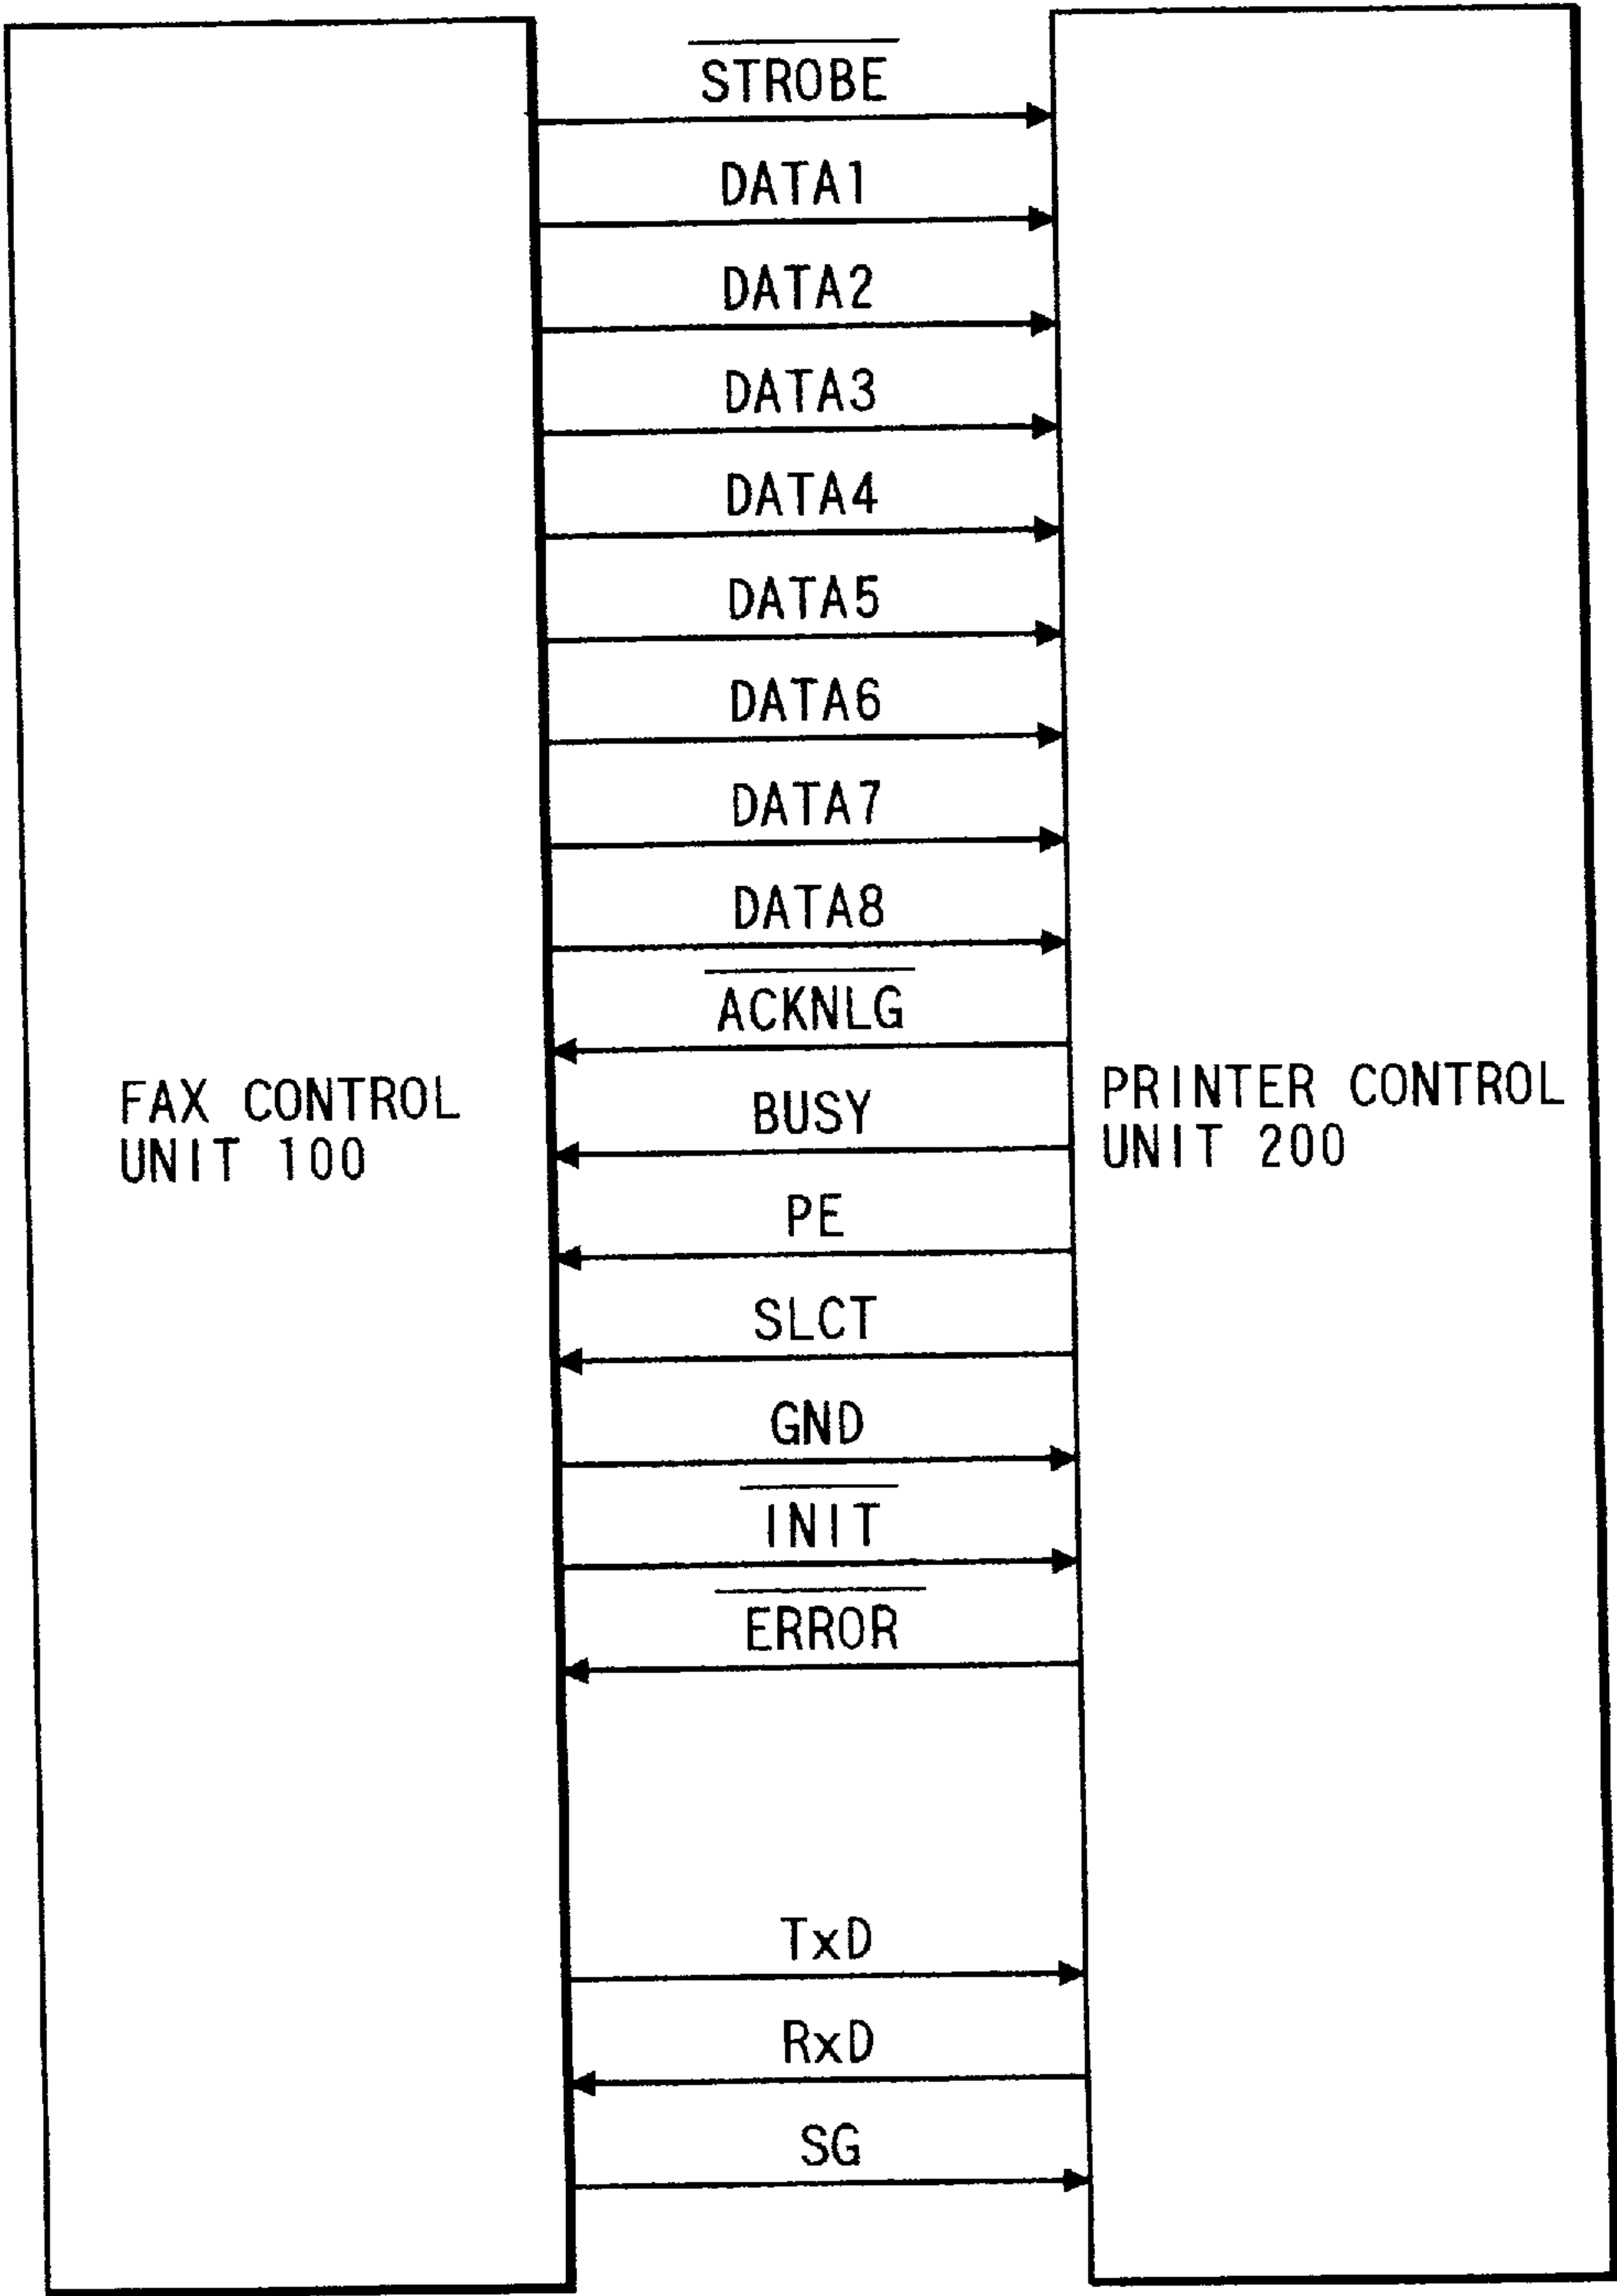 STROBE
DATA1
DATA2
DATA3
DATA4
DATA5
DATA6
DATA7
DATA8
ACKNLG
FAX CONTROL
UNIT 100
BUSY
PRINTER CONTROL
UNIT 200
PE
SLCT
GND
INIT
ERROR
TxD
RxD
SG